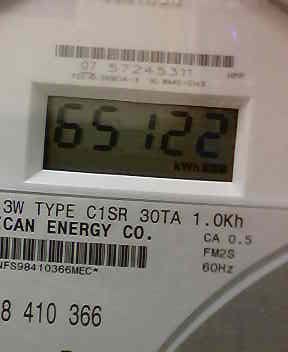 07 57245311
65122
kWh
3W TYPE C1SR 30TA 1.0Kh
CAN ENERGY CO.
CA 0.5
FM2S
NFS98410366MEC*
60Hz
8 410 366